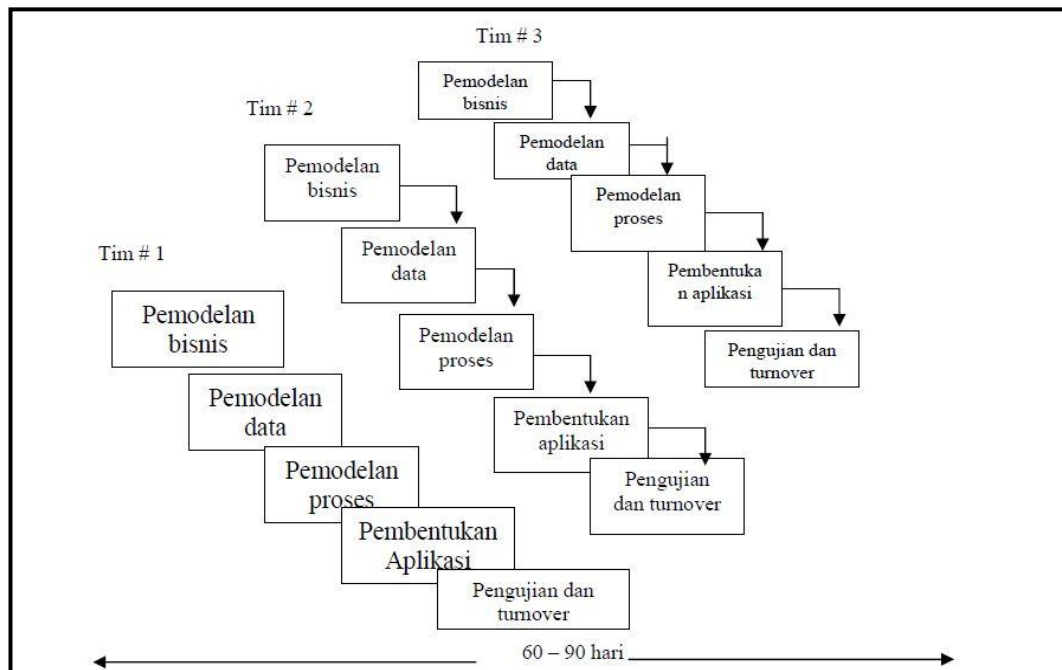 Tim # 3
Pemodelan
bisnis
Pemodelan
data
Pemodelan
proses
Pembentuka
n aplikasi
Pengujian dan
turnover
Tim # 2
Pemodelan
bisnis
Pemodelan
data
Pemodelan
proses
Pembentukan
aplikasi
Pengujian
dan turnover
Tim # 1
Pemodelan
bisnis
Pemodelan
data
Pemodelan
proses
Pembentukan
Aplikasi
Pengujian dan
turnover
60 – 90 hari